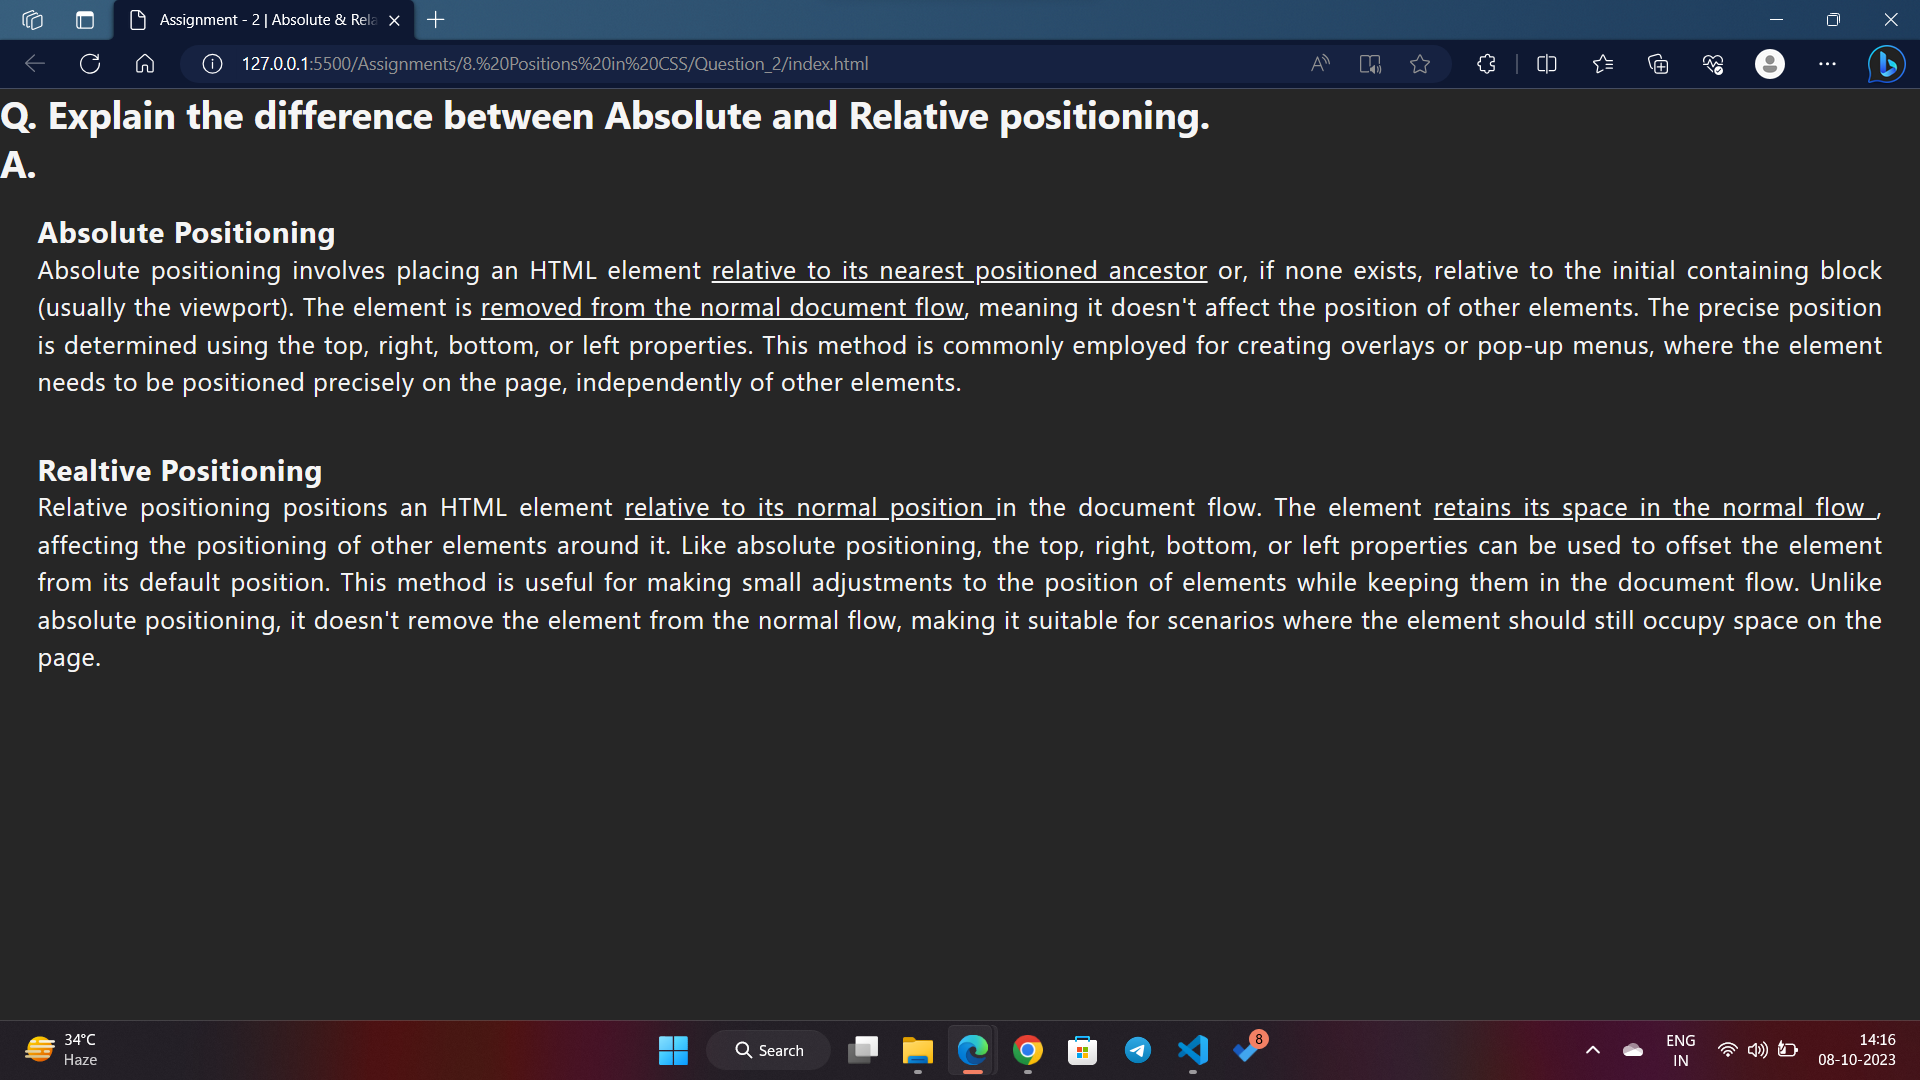 Assignment - 2 | Absolute & Rela
127.0.0.1:5500/Assignments/8.%20Positions%20in%20CSS/Question_2/index.html
Q. Explain the difference between Absolute and Relative positioning.
A.
Absolute Positioning
Absolute positioning involves placing an HTML element relative to its nearest positioned ancestor or, if none exists, relative to the initial containing block
(usually the viewport). The element is removed from the normal document flow, meaning it doesn't affect the position of other elements. The precise position
is determined using the top, right, bottom, or left properties. This method is commonly employed for creating overlays or pop-up menus, where the element
needs to be positioned precisely on the page, independently of other elements.
Realtive Positioning
Relative positioning positions an HTML element relative to its normal position in the document flow. The element retains its space in the normal flow ,
affecting the positioning of other elements around it. Like absolute positioning, the top, right, bottom, or left properties can be used to offset the element
from its default position. This method is useful for making small adjustments to the position of elements while keeping them in the document flow. Unlike
absolute positioning, it doesn't remove the element from the normal flow, making it suitable for scenarios where the element should still occupy space on the
page.
34°C
Haze
Search
8
ENG
IN
14:16
08-10-2023